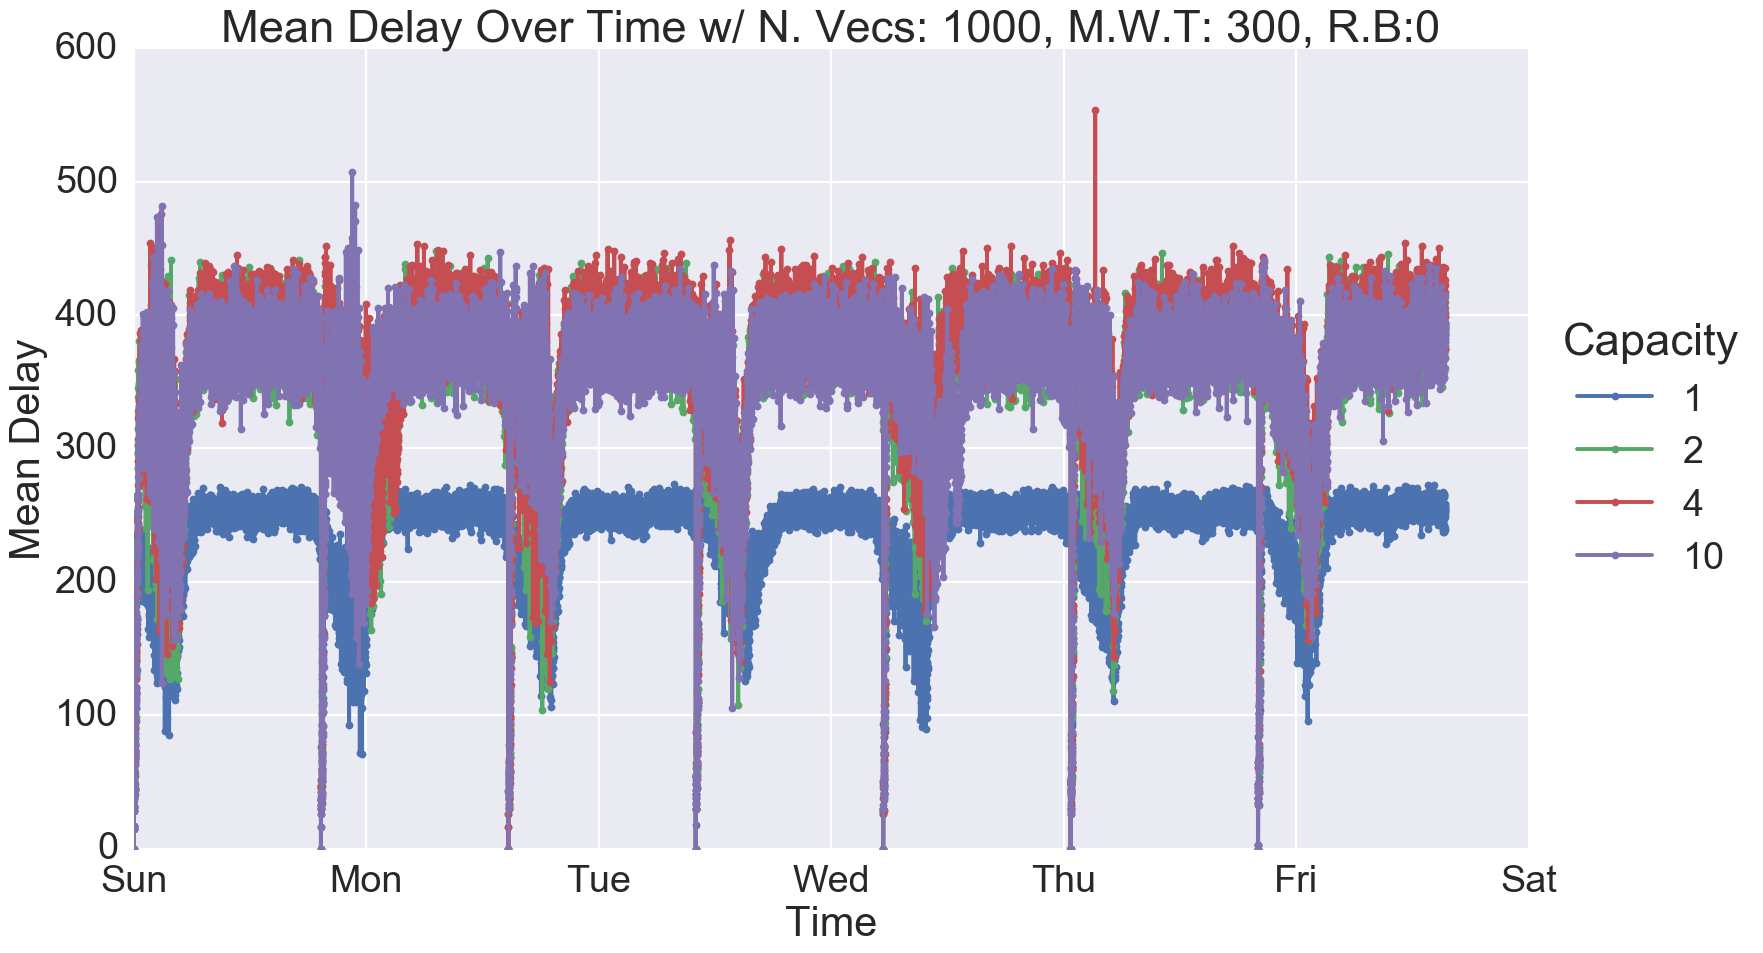 Mean Delay Over Time w/ N. Vecs: 1000, M.W.T: 300, R.B:0
600
500
400
300
200
100
0
Mean Delay
Sun Mon Tue Wed Thu Fri Sat
Time
Capacity
1
2
4
10